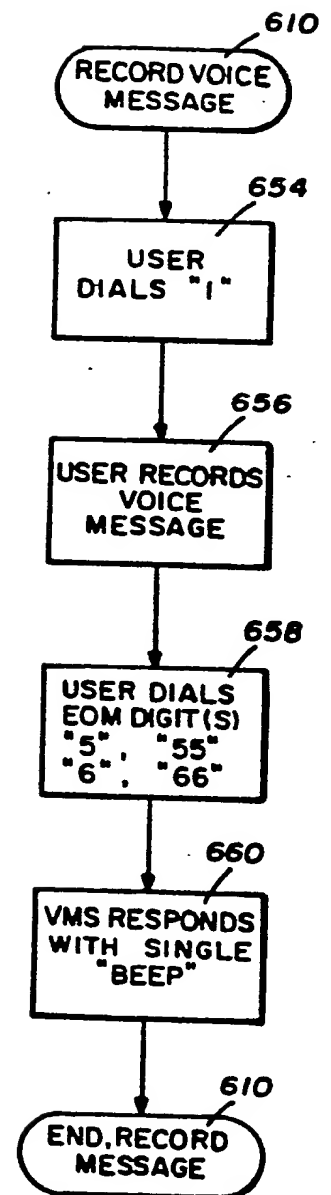 610
RECORD VOICE
MESSAGE
654
USER
DIALS "1"
656
USER RECORDS
VOICE
MESSAGE
658
USER DIALS
EOM DIGIT(S)
"5", "55"
"6", "66"
660
VMS RESPONDS
WITH SINGLE
"BEEP"
610
END, RECORD
MESSAGE